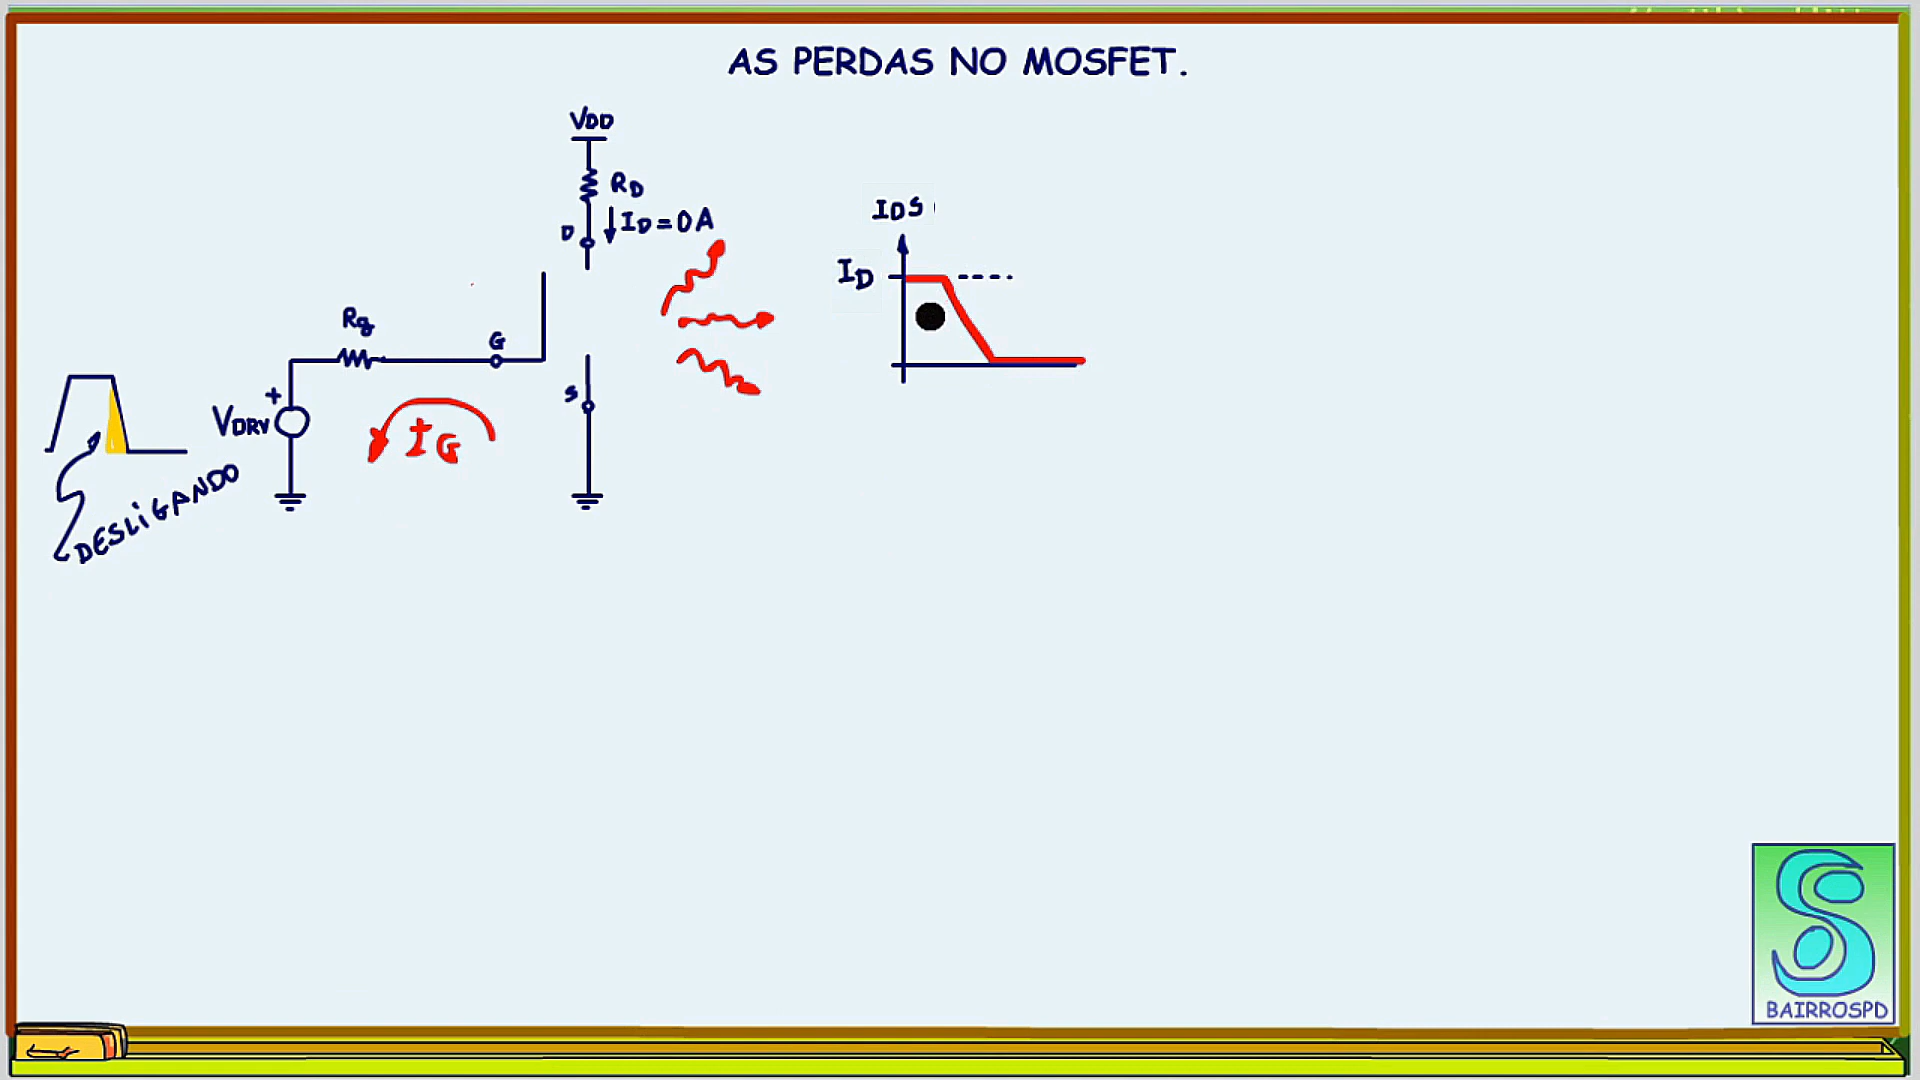 AS PERDAS NO MOSFET.
VDD
RD
ID=0A
D
IDS
ID
Rg
G
S
+
VDRV
IG
DESLIGANDO
BAIRROSPD